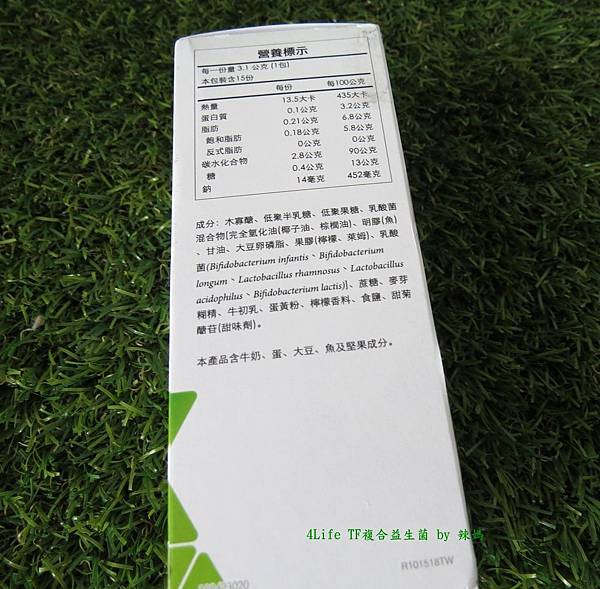 營養標示
每一份量 3.1 公克 (1包)
本包裝含15份
每份 每100公克
熱量 13.5大卡 435大卡
蛋白質 0.1公克 3.2公克
脂肪 0.21公克 6.8公克
飽和脂肪 0.18公克 5.8公克
反式脂肪 0公克 0公克
碳水化合物 2.8公克 90公克
糖 0.4公克 13公克
鈉 14毫克 452毫克
成分：木寡醣、低聚半乳糖、低聚果糖、乳酸菌
混合物[完全氫化油(椰子油、棕櫚油)、明膠(魚)
、甘油、大豆卵磷脂、果膠(檸檬、萊姆)、乳酸
菌(Bifidobacterium infantis、Bifidobacterium
longum、Lactobacillus rhamnosus、Lactobacillus
acidophilus、Bifidobacterium lactis)]、蔗糖、麥芽
糊精、牛初乳、蛋黃粉、檸檬香料、食鹽、甜菊
醣苷(甜味劑)。
本產品含牛奶、蛋、大豆、魚及堅果成分。
4Life TF複合益生菌 by 辣媽
R101518TW